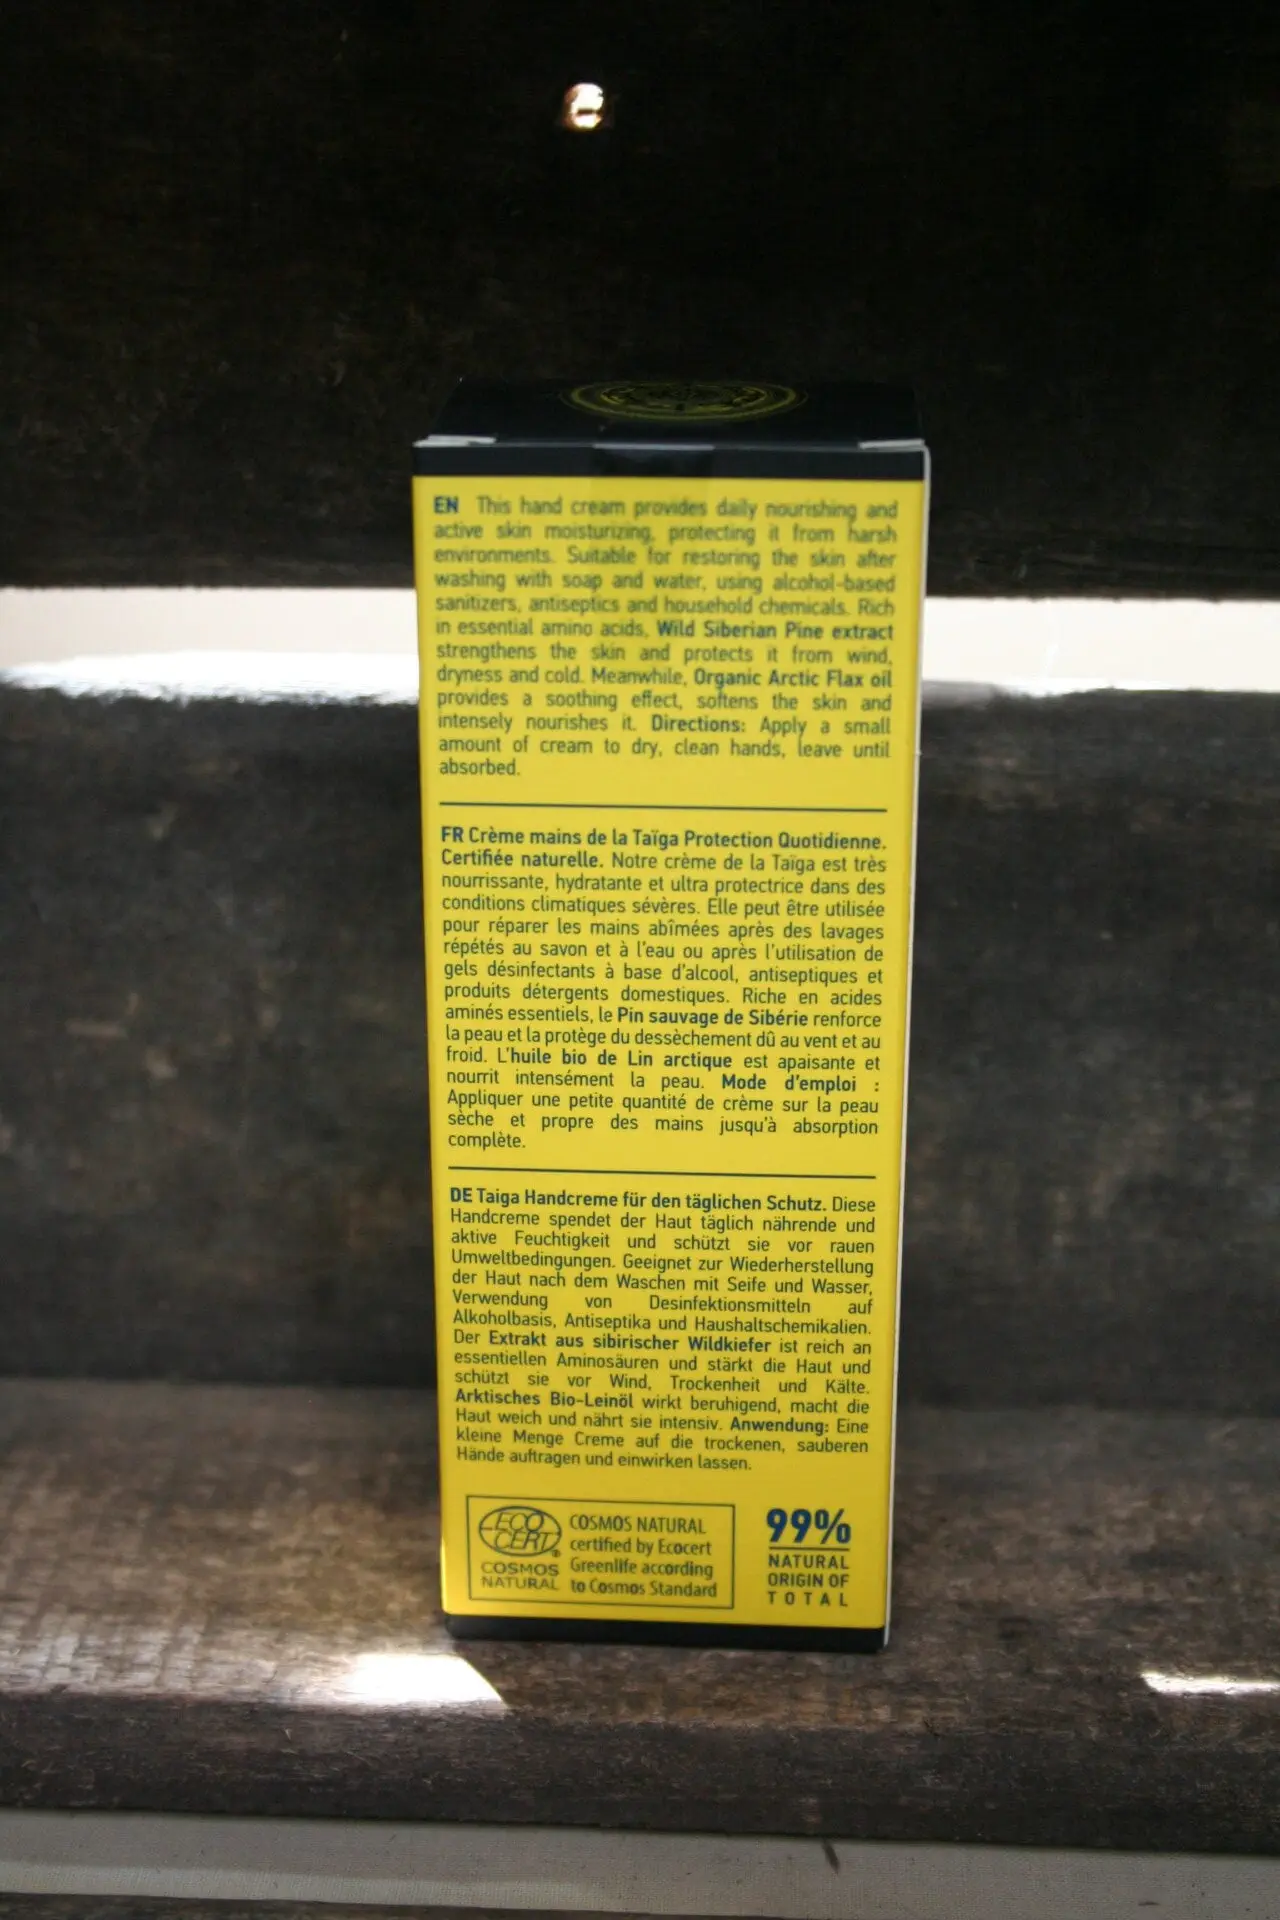 EN This hand cream provides daily nourishing and
active skin moisturizing, protecting it from harsh
environments. Suitable for restoring the skin after
washing with soap and water, using alcohol-based
sanitizers, antiseptics and household chemicals. Rich
in essential amino acids, Wild Siberian Pine extract
strengthens the skin and protects it from wind,
dryness and cold. Meanwhile, Organic Arctic Flax oil
provides a soothing effect, softens the skin and
intensely nourishes it. Directions: Apply a small
amount of cream to dry, clean hands, leave until
absorbed.
FR Crème mains de la Taïga Protection Quotidienne.
Certifiée naturelle. Notre crème de la Taïga est très
nourrissante, hydratante et ultra protectrice dans des
conditions climatiques sévères. Elle peut être utilisée
pour réparer les mains abîmées après des lavages
répétés au savon et à l'eau ou après l'utilisation de
gels désinfectants à base d'alcool, antiseptiques et
produits détergents domestiques. Riche en acides
aminés essentiels, le Pin sauvage de Sibérie renforce
la peau et la protège du dessèchement dû au vent et au
froid. L'huile bio de Lin arctique est apaisante et
nourrit intensément la peau. Mode d'emploi :
Appliquer une petite quantité de crème sur la peau
sèche et propre des mains jusqu'à absorption
complète.
DE Taiga Handcreme für den täglichen Schutz. Diese
Handcreme spendet der Haut täglich nährende und
aktive Feuchtigkeit und schützt sie vor rauen
Umweltbedingungen. Geeignet zur Wiederherstellung
der Haut nach dem Waschen mit Seife und Wasser,
Verwendung von Desinfektionsmitteln auf
Alkoholbasis, Antiseptika und Haushaltschemikalien.
Der Extrakt aus sibirischer Wildkiefer ist reich an
essentiellen Aminosäuren und stärkt die Haut und
schützt sie vor Wind, Trockenheit und Kälte.
Arktisches Bio-Leinöl wirkt beruhigend, macht die
Haut weich und nährt sie intensiv. Anwendung: Eine
kleine Menge Creme auf die trockenen, sauberen
Hände auftragen und einwirken lassen.
ECO
CERT®
COSMOS
NATURAL
COSMOS NATURAL
certified by Ecocert
Greenlife according
to Cosmos Standard
99%
NATURAL
ORIGIN OF
TOTAL